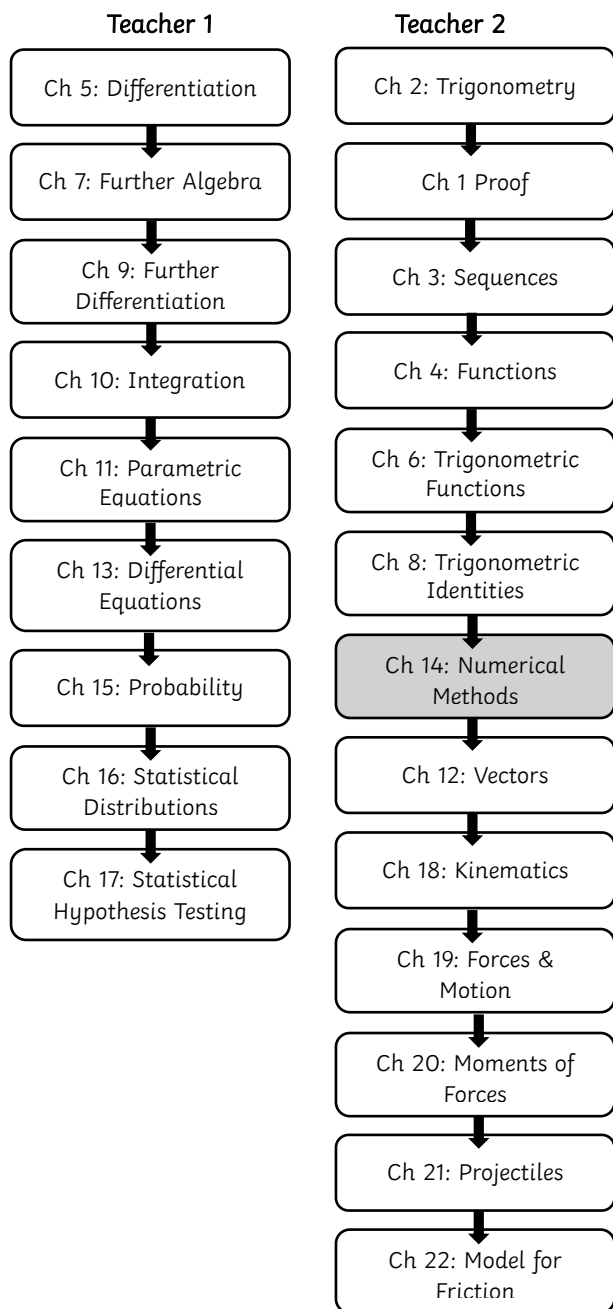 Teacher 1
Ch 5: Differentiation
Ch 7: Further Algebra
Ch 9: Further
Differentiation
Ch 10: Integration
Ch 11: Parametric
Equations
Ch 13: Differential
Equations
Ch 15: Probability
Ch 16: Statistical
Distributions
Ch 17: Statistical
Hypothesis Testing
Teacher 2
Ch 2: Trigonometry
Ch 1 Proof
Ch 3: Sequences
Ch 4: Functions
Ch 6: Trigonometric
Functions
Ch 8: Trigonometric
Identities
Ch 14: Numerical
Methods
Ch 12: Vectors
Ch 18: Kinematics
Ch 19: Forces &
Motion
Ch 20: Moments of
Forces
Ch 21: Projectiles
Ch 22: Model for
Friction